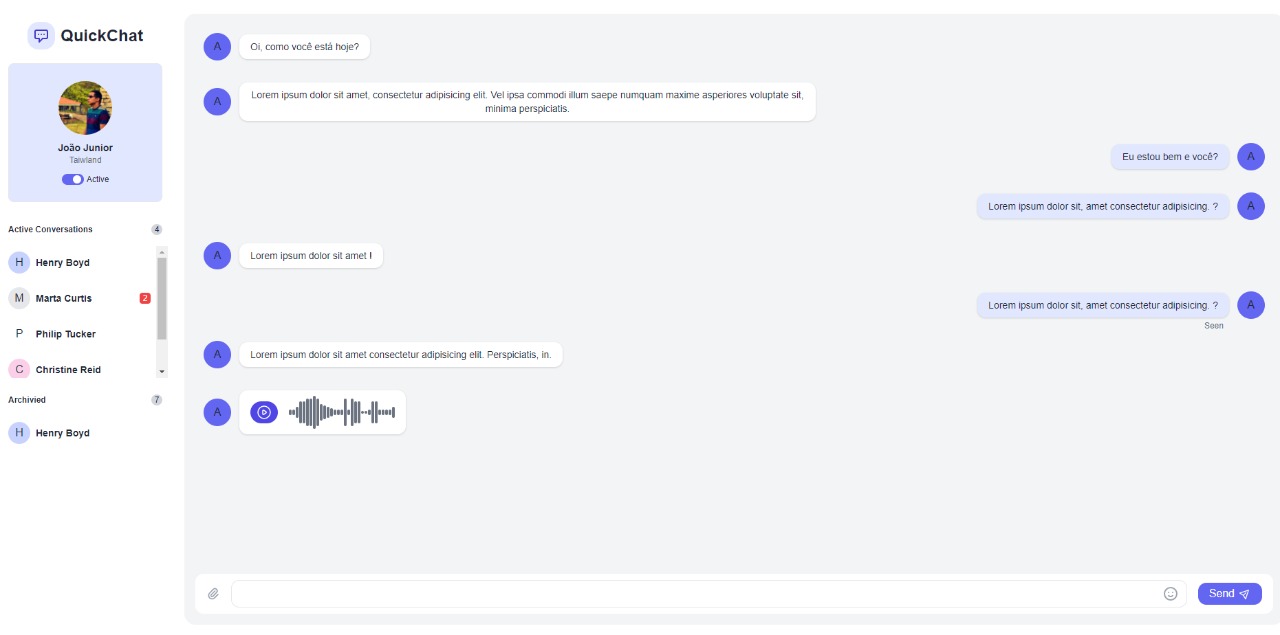 QuickChat
João Junior
Taiwland
Active
Active Conversations 4
H Henry Boyd
M Marta Curtis 2
P Philip Tucker
C Christine Reid
Archivied 7
H Henry Boyd
A Oi, como você está hoje?
A Lorem ipsum dolor sit amet, consectetur adipisicing elit. Vel ipsa commodi illum saepe numquam maxime asperiores voluptate sit,
minima perspiciatis.
Eu estou bem e você? A
Lorem ipsum dolor sit, amet consectetur adipisicing. ? A
A Lorem ipsum dolor sit amet !
Lorem ipsum dolor sit, amet consectetur adipisicing. ? A
Seen
A Lorem ipsum dolor sit amet consectetur adipisicing elit. Perspiciatis, in.
A
Send